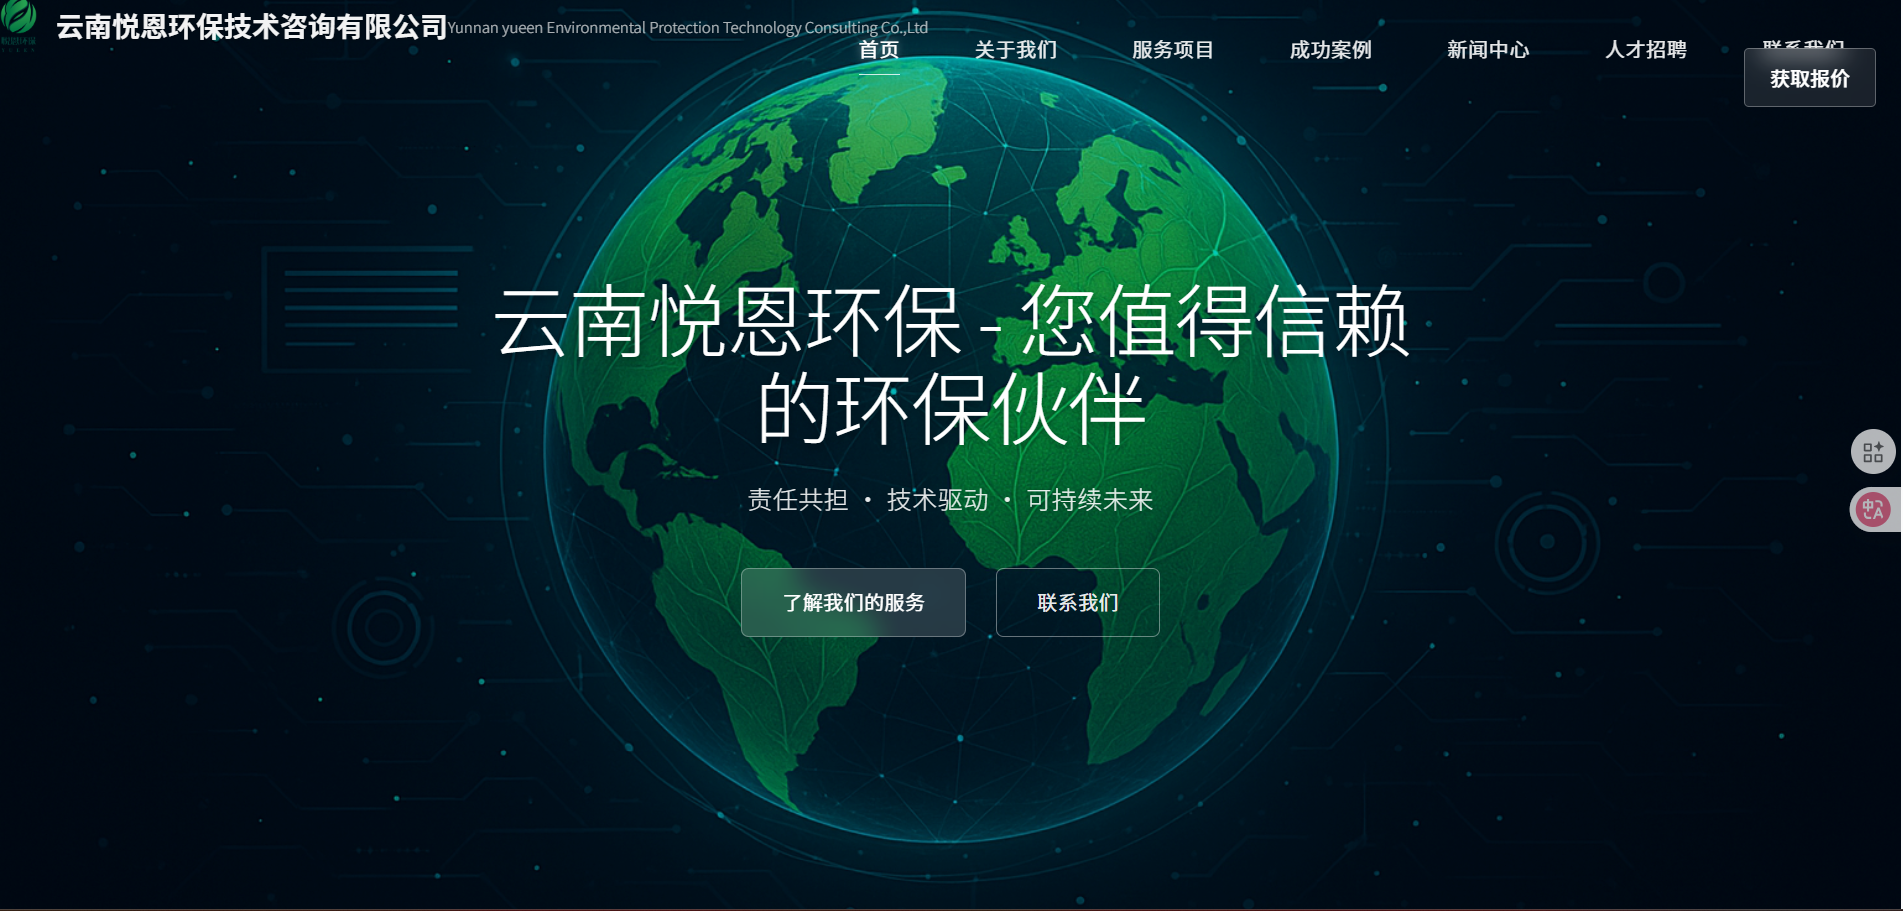 云南悦恩环保技术咨询有限公司Yunnan yueen Environmental Protection Technology Consulting Co.,Ltd
首页 关于我们 服务项目 成功案例 新闻中心 人才招聘 联系我们
获取报价
云南悦恩环保 - 您值得信赖
的环保伙伴
责任共担 • 技术驱动 • 可持续未来
了解我们的服务 联系我们
中 A